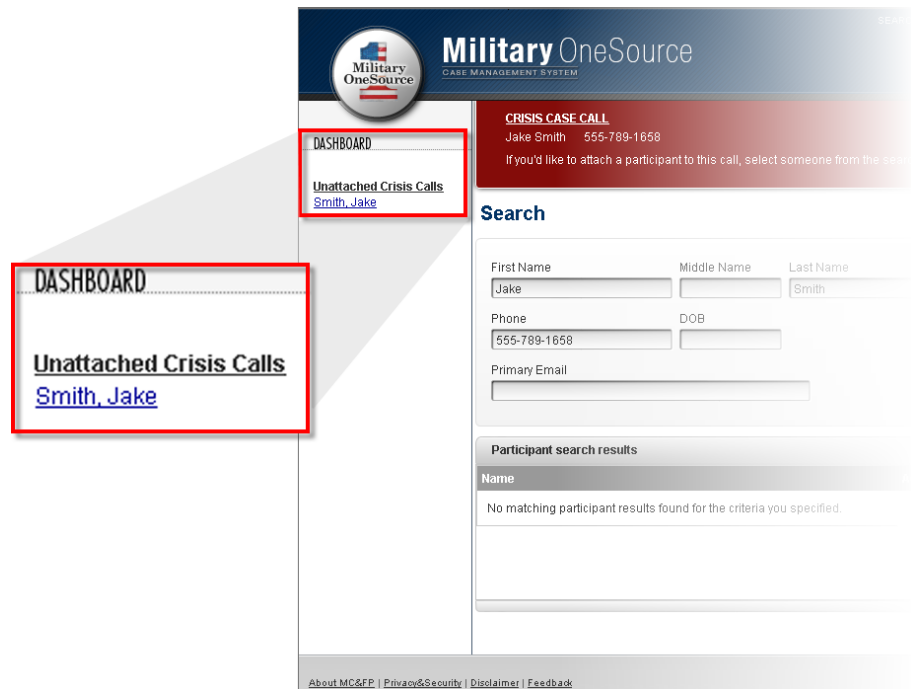 SEAR
Military OneSource
CASE MANAGEMENT SYSTEM
Military
OneSource
CRISIS CASE CALL
Jake Smith 555-789-1658
If you'd like to attach a participant to this call, select someone from the sear
DASHBOARD
Unattached Crisis Calls
Smith, Jake
Search
First Name Middle Name Last Name
Jake Smith
Phone DOB
555-789-1658
Primary Email
Participant search results
Name
No matching participant results found for the criteria you specified.
DASHBOARD
Unattached Crisis Calls
Smith, Jake
About MC&FP | Privacy&Security | Disclaimer | Feedback